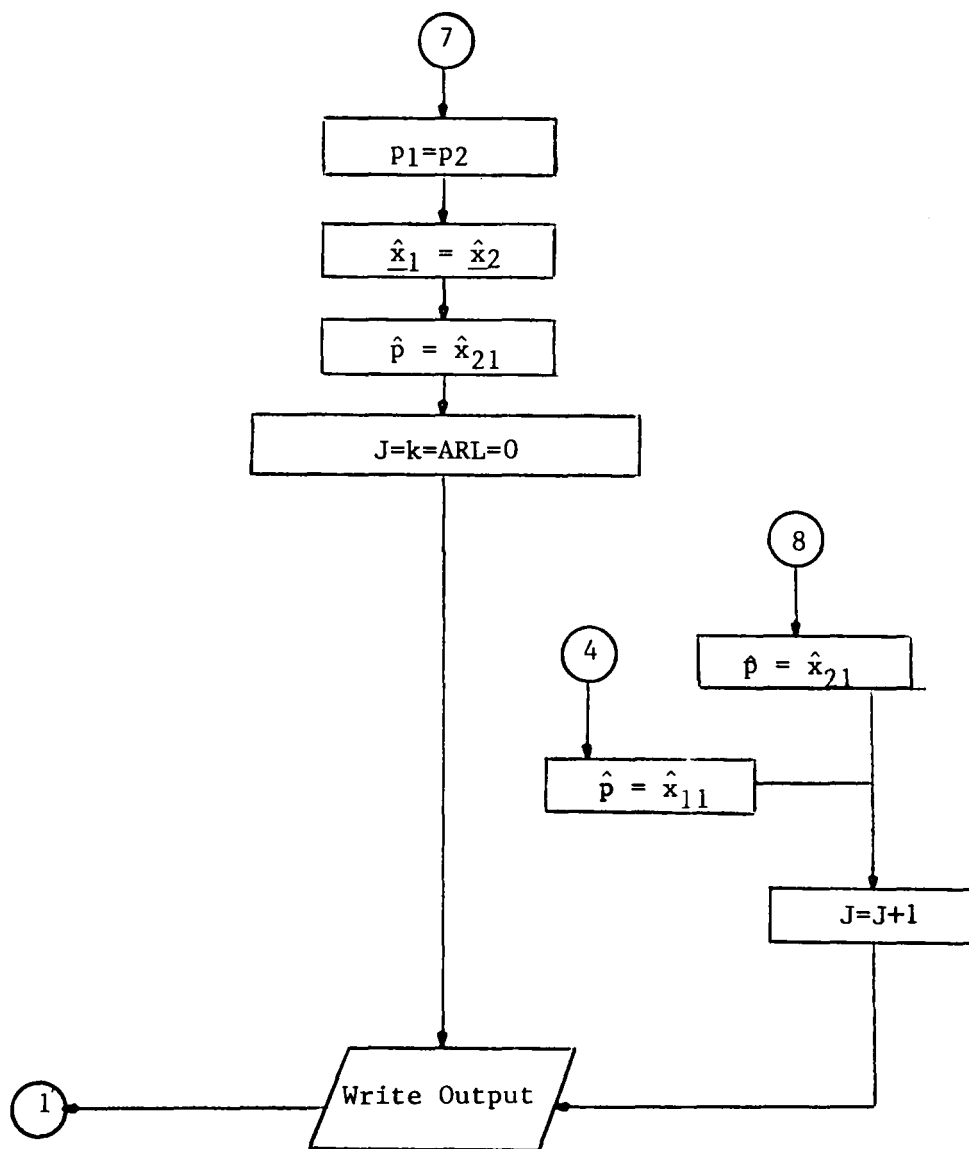 7
p1=p2
x̂1 = x̂2
p̂ = x̂21
J=k=ARL=0
8
4
p̂ = x̂21
p̂ = x̂11
J=J+1
Write Output
1